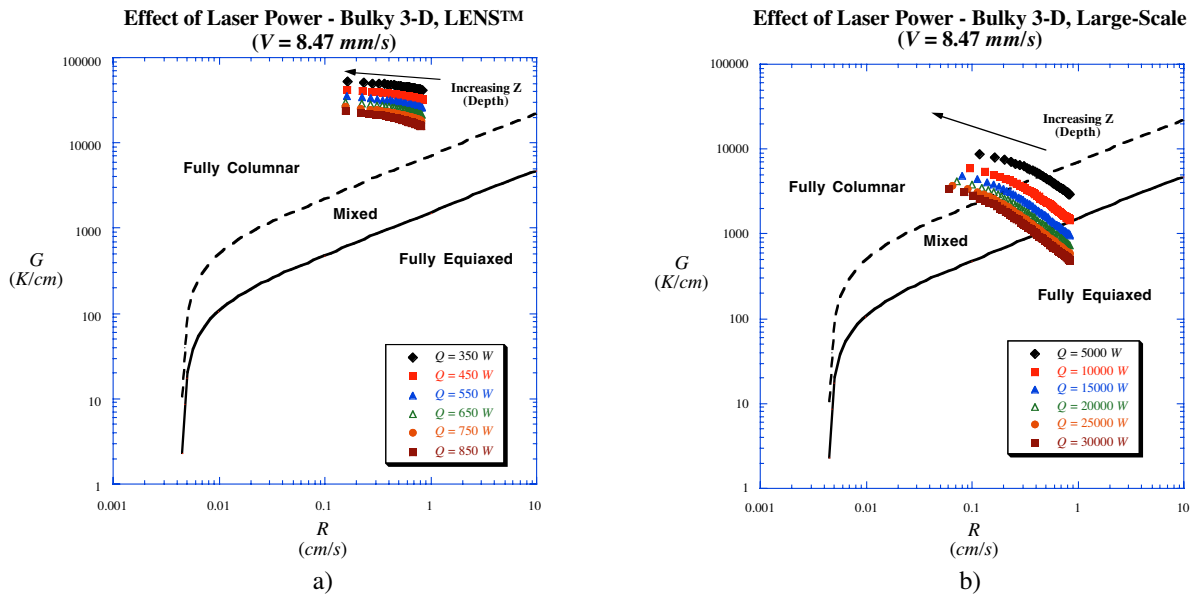 Effect of Laser Power - Bulky 3-D, LENS™
(V = 8.47 mm/s)
100000
10000
1000
100
10
1
G
(K/cm)
Increasing Z
(Depth)
Fully Columnar
Mixed
Fully Equiaxed
Q = 350 W
Q = 450 W
Q = 550 W
Q = 650 W
Q = 750 W
Q = 850 W
0.001 0.01 0.1 1 10
R
(cm/s)
a)
Effect of Laser Power - Bulky 3-D, Large-Scale
(V = 8.47 mm/s)
100000
10000
1000
100
10
1
G
(K/cm)
Increasing Z
(Depth)
Fully Columnar
Mixed
Fully Equiaxed
Q = 5000 W
Q = 10000 W
Q = 15000 W
Q = 20000 W
Q = 25000 W
Q = 30000 W
0.001 0.01 0.1 1 10
R
(cm/s)
b)